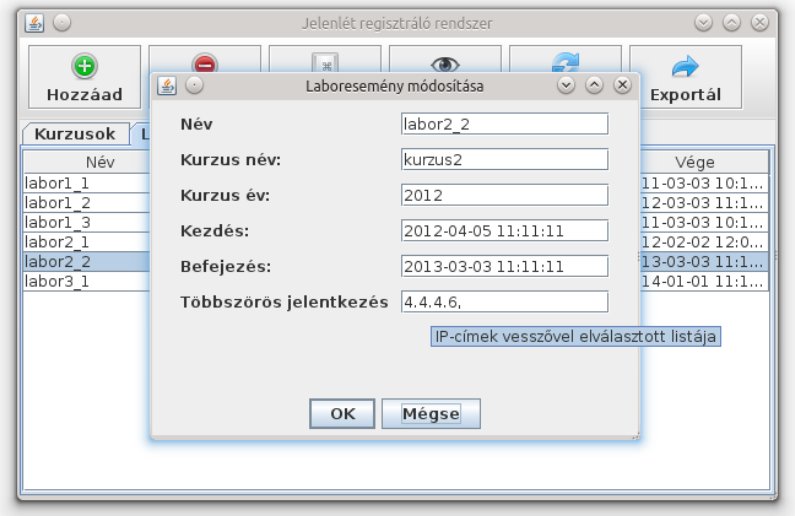 Jelenlét regisztráló rendszer
Hozzáad
Exportál
Laboresemény módosítása
Kurzusok L
Név Vége
labor1_1 11-03-03 10:1...
labor1_2 12-03-03 11:1...
labor1_3 11-03-03 10:1...
labor2_1 12-02-02 12:0...
labor2_2 13-03-03 11:1...
labor3_1 14-01-01 11:1...
Név labor2_2
Kurzus név: kurzus2
Kurzus év: 2012
Kezdés: 2012-04-05 11:11:11
Befejezés: 2013-03-03 11:11:11
Többszörös jelentkezés 4.4.4.6,
IP-címek vesszővel elválasztott listája
OK Mégse